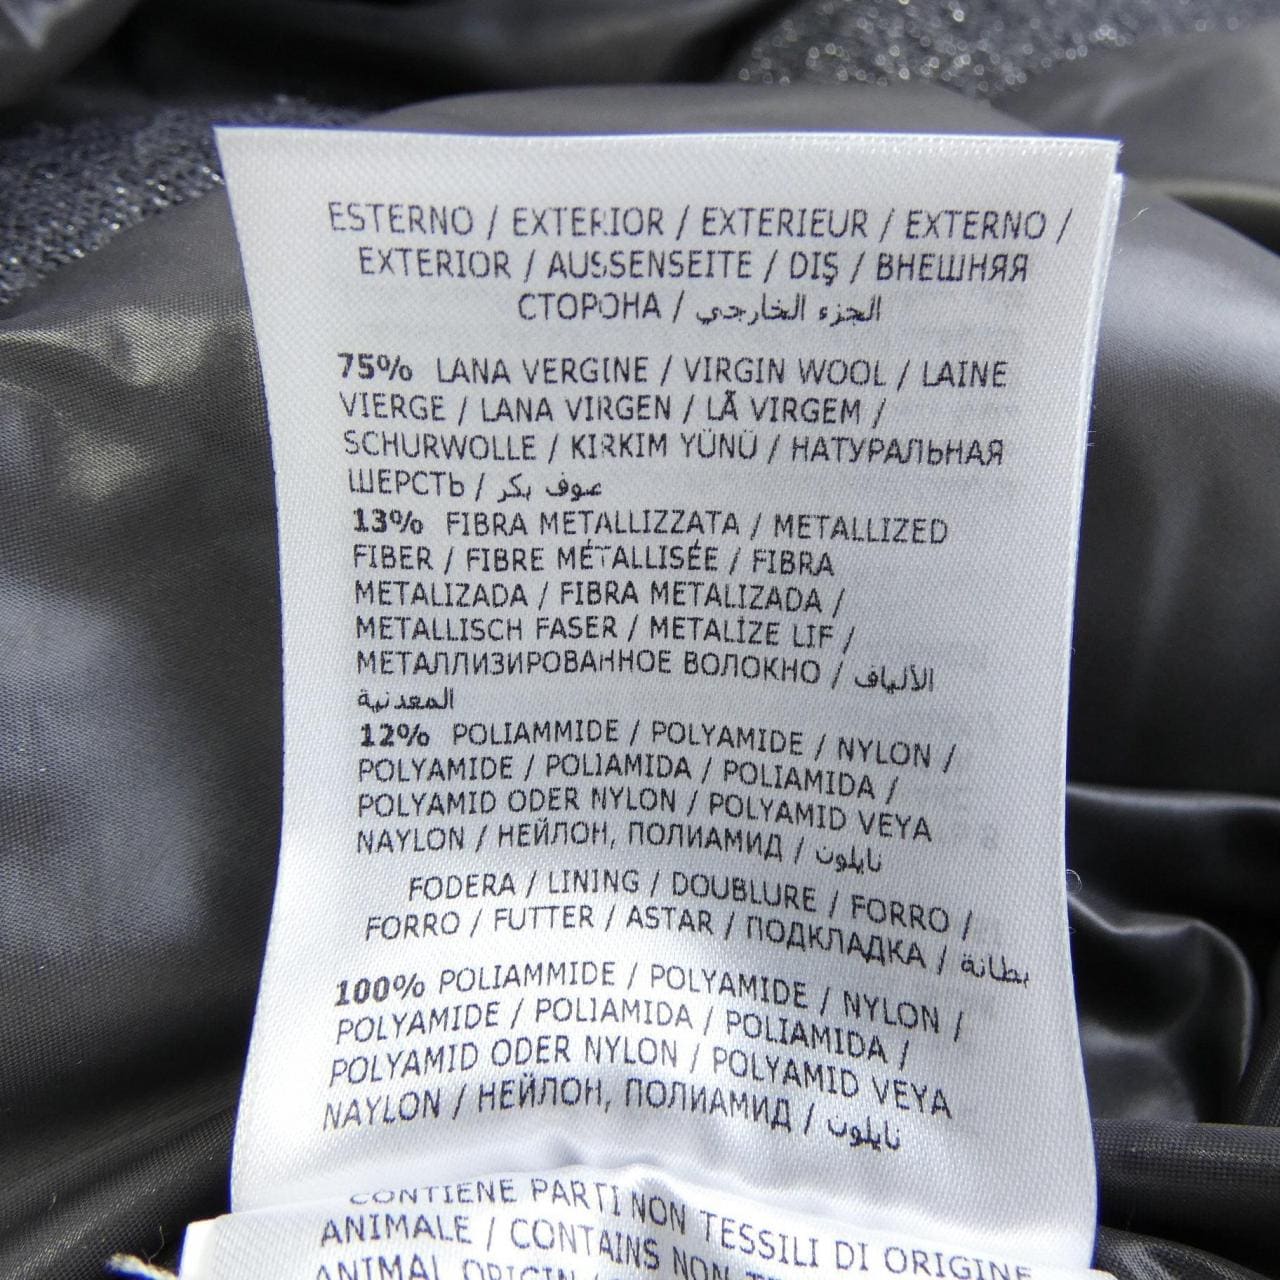 ESTERNO / EXTERIOR / EXTERIEUR / EXTERNO /
EXTERIOR / AUSSENSEITE / DIŞ / ВНЕШНЯЯ
СТОРОНА / الجزء الخارجي
75% LANA VERGINE / VIRGIN WOOL / LAINE
VIERGE / LANA VIRGEN / LÃ VIRGEM /
SCHURWOLLE / KIRKIM YÜNÜ / НАТУРАЛЬНАЯ
ШЕРСТЬ / عوف بكر
13% FIBRA METALLIZZATA / METALLIZED
FIBER / FIBRE MÉTALLISÉE / FIBRA
METALIZADA / FIBRA METALIZADA /
METALLISCH FASER / METALİZE LIF /
МЕТАЛЛИЗИРОВАННОЕ ВОЛОКНО / الألياف
المعدنية
12% POLIAMMIDE / POLYAMIDE / NYLON /
POLYAMIDE / POLIAMIDA / POLIAMIDA /
POLYAMID ODER NYLON / POLYAMID VEYA
NAYLON / НЕЙЛОН, ПОЛИАМИД / نايلون
FODERA / LINING / DOUBLURE / FORRO /
FORRO / FUTTER / ASTAR / ПОДКЛАДКА / بطانة
100% POLIAMMIDE / POLYAMIDE / NYLON /
POLYAMIDE / POLIAMIDA / POLIAMIDA /
POLYAMID ODER NYLON / POLYAMID VEYA
NAYLON / НЕЙЛОН, ПОЛИАМИД / نايلون
CONTIENE PARTI NON TESSILI DI ORIGINE
ANIMALE / CONTAINS NON
ANIMAL ORIGIN /